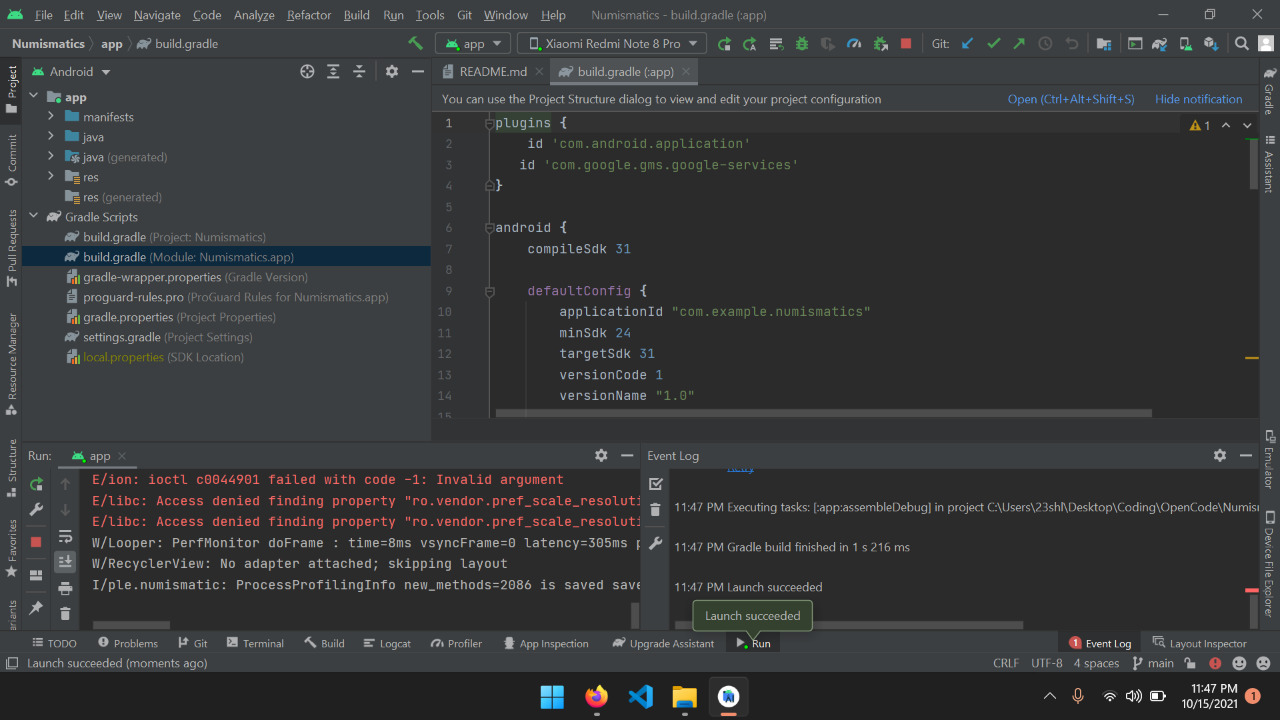 File Edit View Navigate Code Analyze Refactor Build Run Tools Git Window Help Numismatics - build.gradle (:app)
Numismatics app build.gradle app Xiaomi Redmi Note 8 Pro Git:
Project
Commit
Pull Requests
Resource Manager
Structure
Favorites
Android
app
manifests
java
java (generated)
res
res (generated)
Gradle Scripts
build.gradle (Project: Numismatics)
build.gradle (Module: Numismatics.app)
gradle-wrapper.properties (Gradle Version)
proguard-rules.pro (ProGuard Rules for Numismatics.app)
gradle.properties (Project Properties)
settings.gradle (Project Settings)
local.properties (SDK Location)
README.md build.gradle (:app)
You can use the Project Structure dialog to view and edit your project configuration Open (Ctrl+Alt+Shift+S) Hide notification
1 plugins { 1
2 id 'com.android.application'
3 id 'com.google.gms.google-services'
4 }
5
6 android {
7 compileSdk 31
8
9 defaultConfig {
10 applicationId "com.example.numismatics"
11 minSdk 24
12 targetSdk 31
13 versionCode 1
14 versionName "1.0"
15
Gradle
Assistant
Emulator
Device File Explorer
Run: app
E/ion: ioctl c0044901 failed with code -1: Invalid argument
E/libc: Access denied finding property "ro.vendor.pref_scale_resoluti
E/libc: Access denied finding property "ro.vendor.pref_scale_resoluti
W/Looper: PerfMonitor doFrame : time=8ms vsyncFrame=0 latency=305ms
W/RecyclerView: No adapter attached; skipping layout
I/ple.numismatic: ProcessProfilingInfo new_methods=2086 is saved save
Event Log
11:47 PM Executing tasks: [:app:assembleDebug] in project C:\Users\23shl\Desktop\Coding\OpenCode\Numism
11:47 PM Gradle build finished in 1 s 216 ms
11:47 PM Launch succeeded
Launch succeeded
TODO Problems Git Terminal Build Logcat Profiler App Inspection Upgrade Assistant Run 1 Event Log Layout Inspector
Launch succeeded (moments ago) CRLF UTF-8 4 spaces main
11:47 PM
10/15/2021 1